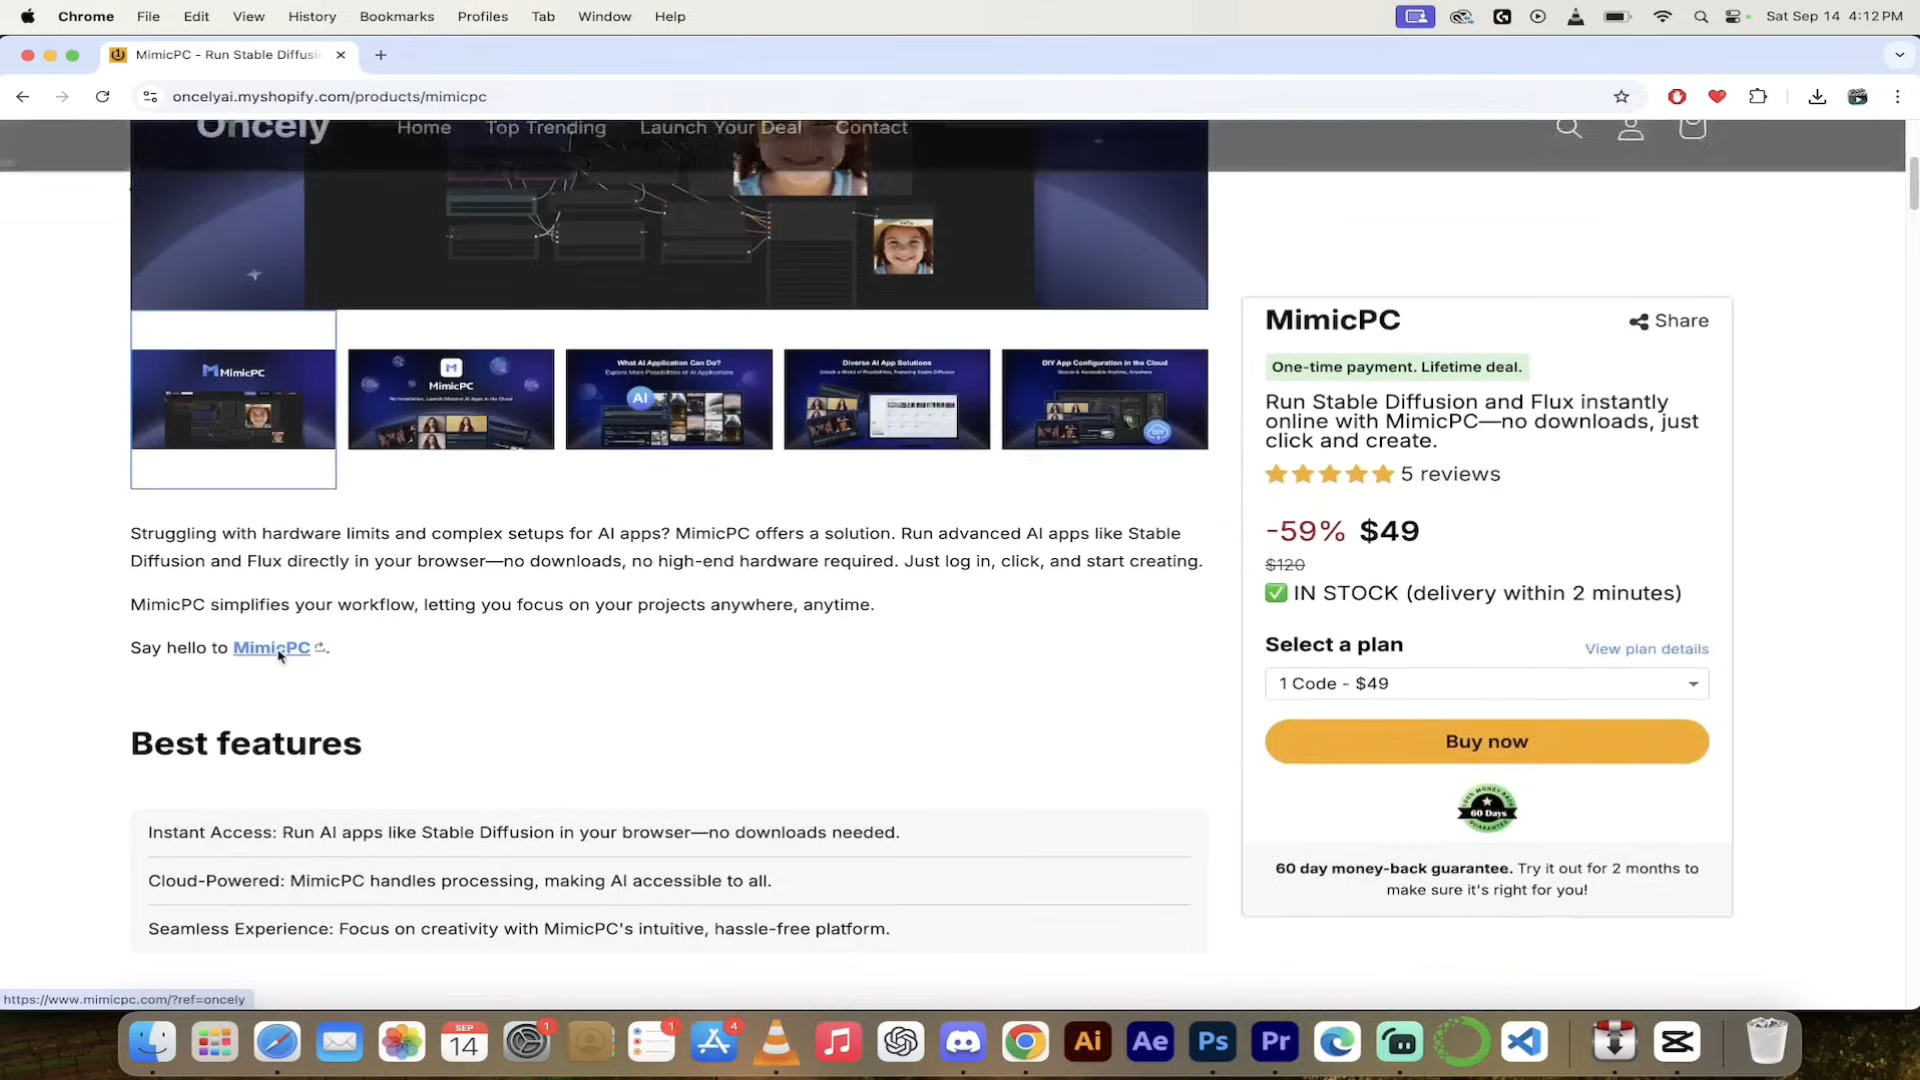 Chrome File Edit View History Bookmarks Profiles Tab Window Help
Sat Sep 14 4:12 PM
MimicPC - Run Stable Diffusi
oncelyai.myshopify.com/products/mimicpc
Oncely Home Top Trending Launch Your Deal Contact
MimicPC
MimicPC
No Installation, Launch Massive AI Apps in the Cloud
What AI Application Can Do?
Explore More Possibilities of AI Applications
AI
Diverse AI App Solutions
Unlock a World of Possibilities, Featuring Stable Diffusion
DIY App Configuration in the Cloud
Secure & Accessible Anytime, Anywhere
DIY
Struggling with hardware limits and complex setups for AI apps? MimicPC offers a solution. Run advanced AI apps like Stable
Diffusion and Flux directly in your browser—no downloads, no high-end hardware required. Just log in, click, and start creating.
MimicPC simplifies your workflow, letting you focus on your projects anywhere, anytime.
Say hello to MimicPC.
Best features
Instant Access: Run AI apps like Stable Diffusion in your browser—no downloads needed.
Cloud-Powered: MimicPC handles processing, making AI accessible to all.
Seamless Experience: Focus on creativity with MimicPC's intuitive, hassle-free platform.
MimicPC
Share
One-time payment. Lifetime deal.
Run Stable Diffusion and Flux instantly
online with MimicPC—no downloads, just
click and create.
5 reviews
-59% $49
$120
IN STOCK (delivery within 2 minutes)
Select a plan
View plan details
1 Code - $49
Buy now
60 Days
60 day money-back guarantee. Try it out for 2 months to
make sure it's right for you!
https://www.mimicpc.com/?ref=oncely
SEP
14
1
1
4
Ai
Ae
Ps
Pr